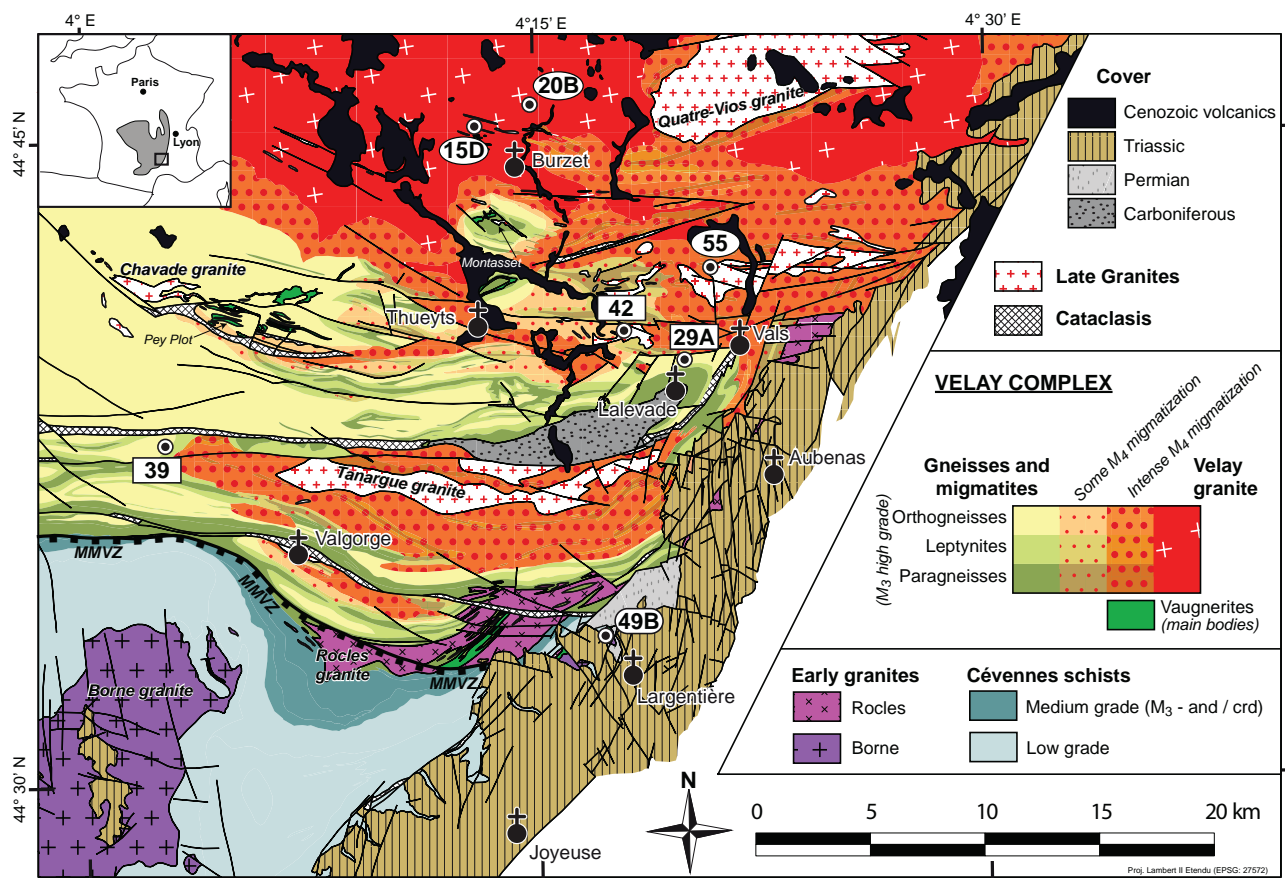 4° E
4° 15' E
4° 30' E
Paris
Lyon
44° 45' N
44° 30' N
20B
15D
Burzet
Quatre-Vios granite
Chavade granite
Montasset
55
Thueyts
42
Pey Plot
29A
Vals
Lalevade
39
Tanargue granite
Aubenas
MMVZ
Valgorge
MMVZ
Rocles
granite
49B
MMVZ
Borne granite
Largentière
Joyeuse
Cover
Cenozoic volcanics
Triassic
Permian
Carboniferous
Late Granites
Cataclasis
VELAY COMPLEX
Some M4 migmatization
Intense M4 migmatization
Gneisses and
migmatites
Velay
granite
(M3 high grade)
Orthogneisses
Leptynites
Paragneisses
Vaugnerites
(main bodies)
Early granites
Rocles
Borne
Cévennes schists
Medium grade (M3 - and / crd)
Low grade
N
0 5 10 15 20 km
Proj. Lambert II Etendu (EPSG: 27572)